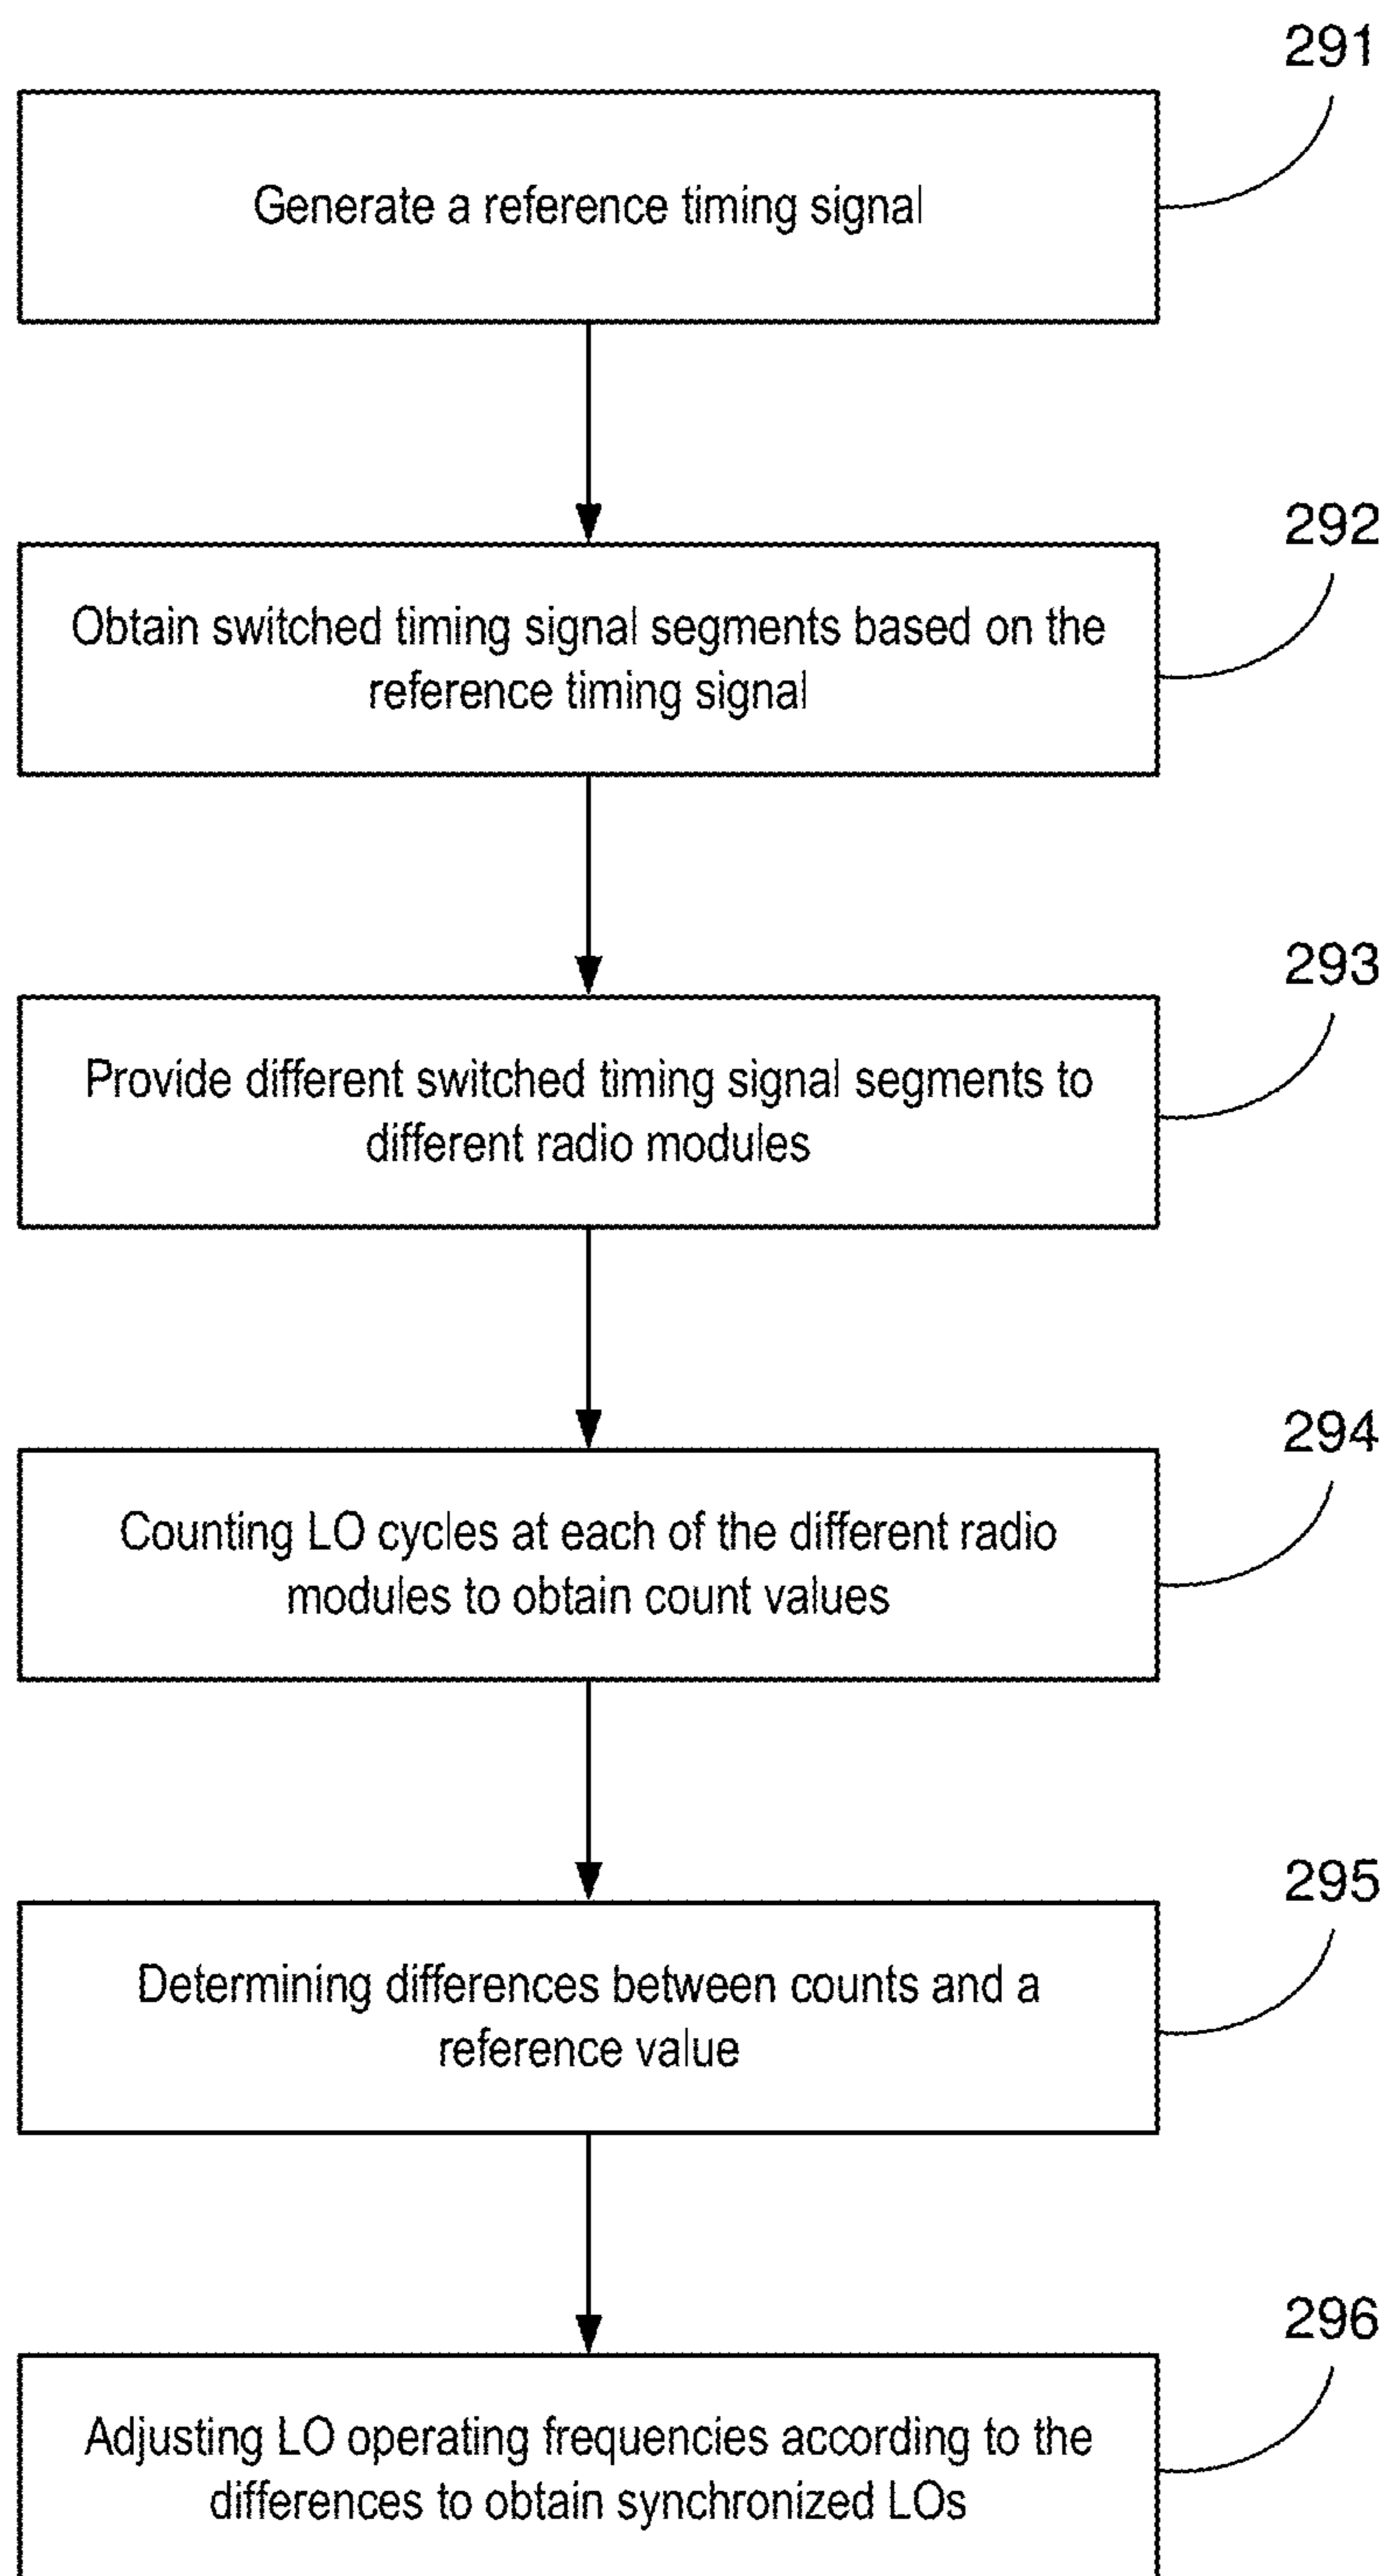 291
Generate a reference timing signal
292
Obtain switched timing signal segments based on the
reference timing signal
293
Provide different switched timing signal segments to
different radio modules
294
Counting LO cycles at each of the different radio
modules to obtain count values
295
Determining differences between counts and a
reference value
296
Adjusting LO operating frequencies according to the
differences to obtain synchronized LOs